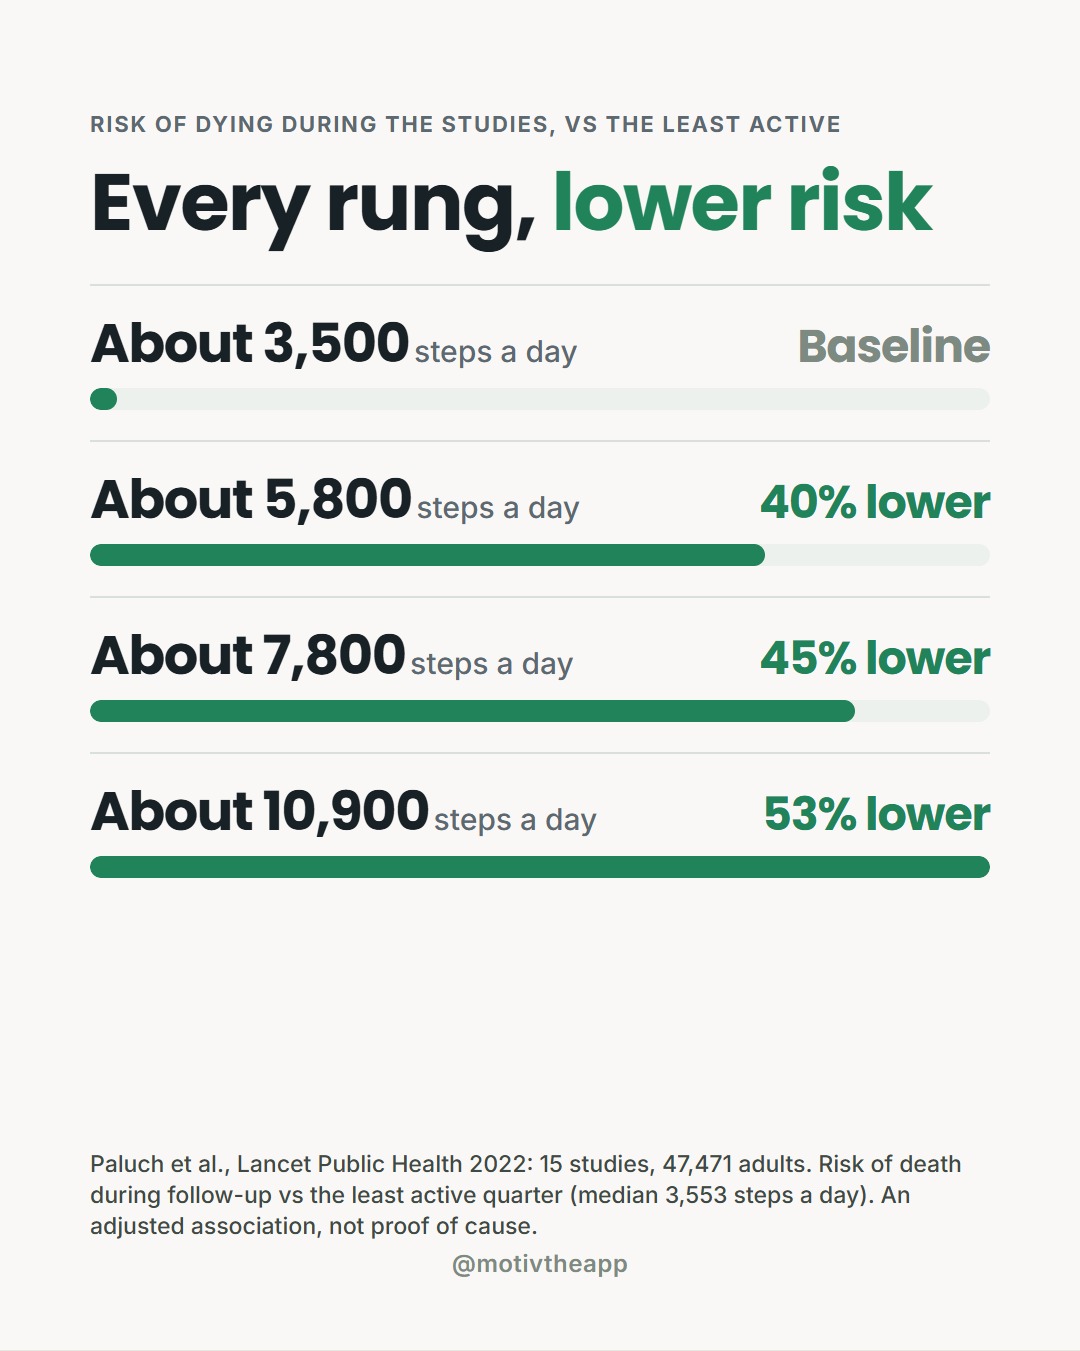 RISK OF DYING DURING THE STUDIES, VS THE LEAST ACTIVE
Every rung, lower risk
About 3,500 steps a day Baseline
About 5,800 steps a day 40% lower
About 7,800 steps a day 45% lower
About 10,900 steps a day 53% lower
Paluch et al., Lancet Public Health 2022: 15 studies, 47,471 adults. Risk of death
during follow-up vs the least active quarter (median 3,553 steps a day). An
adjusted association, not proof of cause.
@motivtheapp